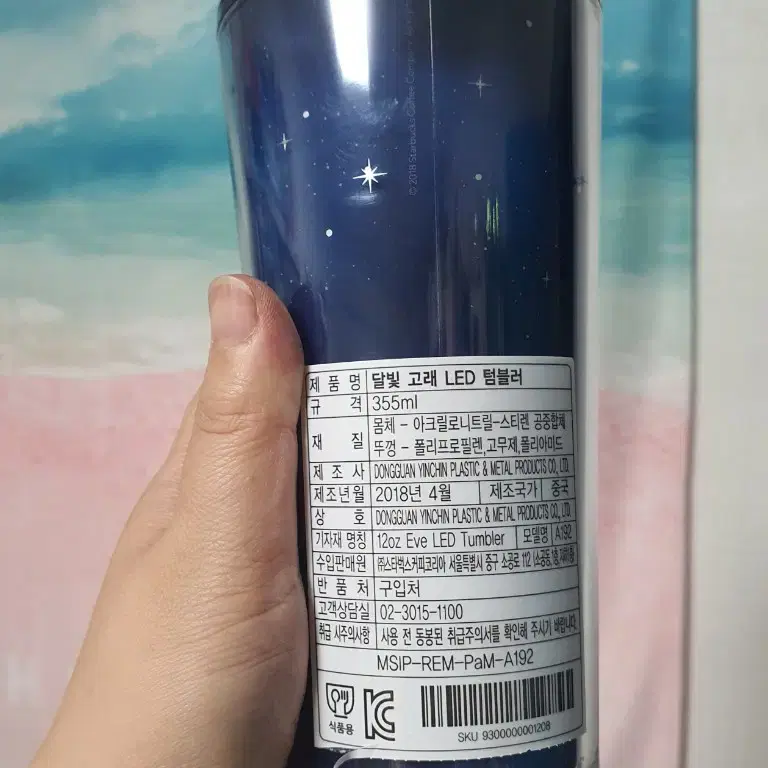 © 2018 Starbucks Coffee Company
제 품 명 달빛 고래 LED 텀블러
규 격 355ml
재 질 몸체 - 아크릴로니트릴-스티렌 공중합체
뚜껑 - 폴리프로필렌,고무제,폴리아미드
제 조 사 DONGGUAN YINCHIN PLASTIC & METAL PRODUCTS CO., LTD.
제조년월 2018년 4월 제조국가 중국
상 호 DONGGUAN YINCHIN PLASTIC & METAL PRODUCTS CO., LTD.
기자재 명칭 12oz Eve LED Tumbler 모델명 A192
수입판매원 ㈜스타벅스커피코리아 서울특별시 중구 소공로 112 (소공동,
반 품 처 구입처
고객상담실 02-3015-1100
취급 시주의사항 사용 전 동봉된 취급주의서를 확인해 주시기 바랍니다.
MSIP-REM-PaM-A192
식품용
SKU 9300000001208